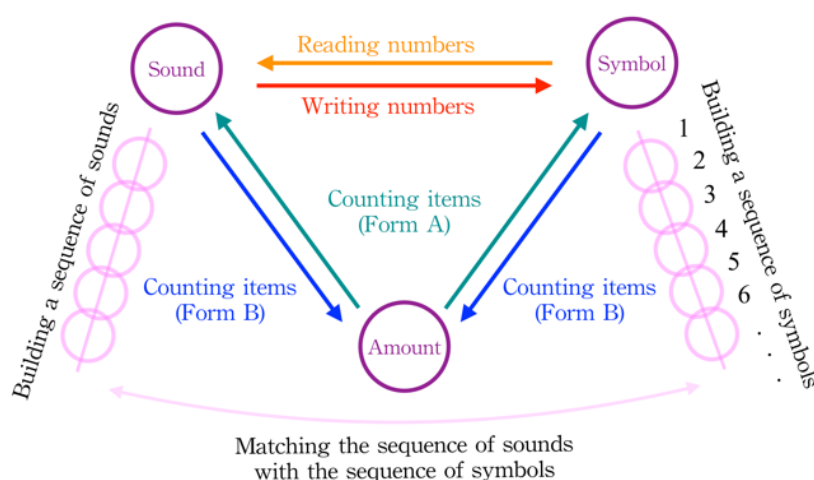 Reading numbers
Sound
Symbol
Writing numbers
Building a sequence of sounds
Building a sequence of symbols
1
2
3
4
5
6
.
.
.
Counting items
(Form A)
Counting items
(Form B)
Counting items
(Form B)
Amount
Matching the sequence of sounds
with the sequence of symbols